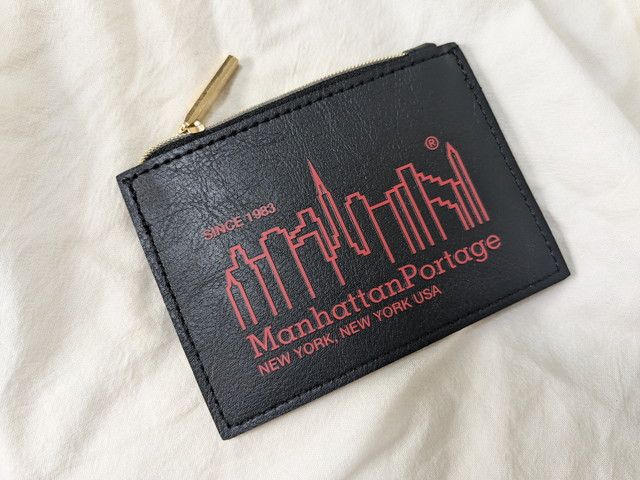 SINCE 1983
®
ManhattanPortage
NEW YORK, NEW YORK USA